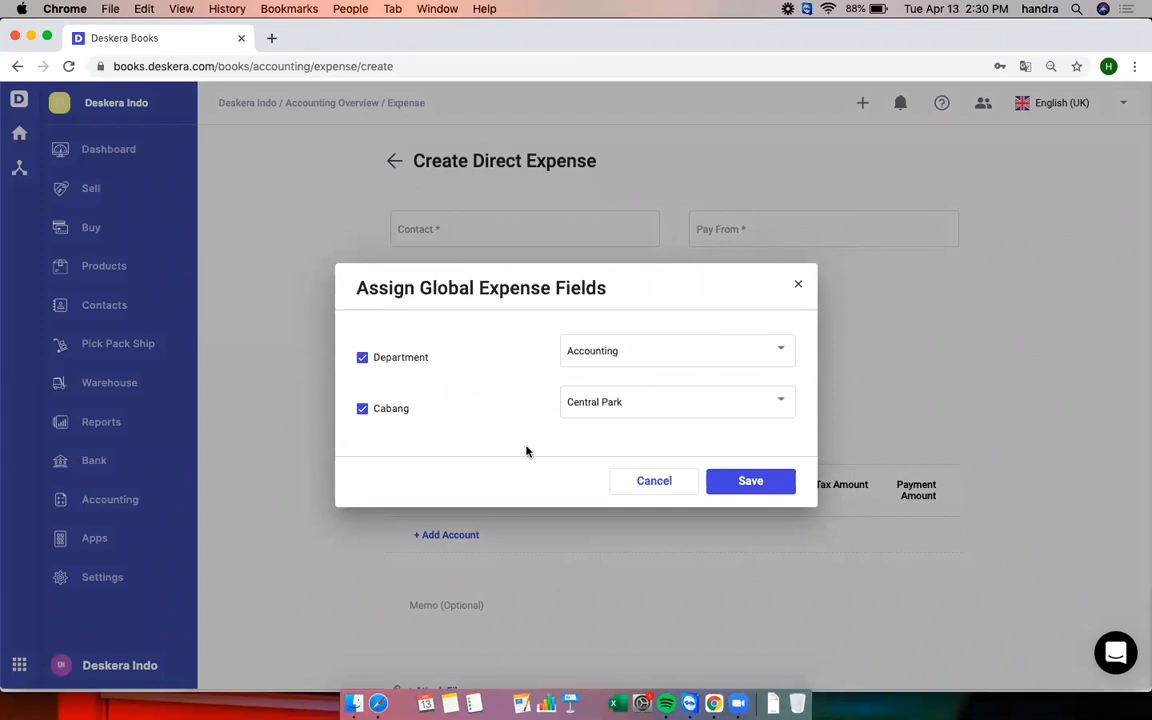 Chrome File Edit View History Bookmarks People Tab Window Help 88% Tue Apr 13 2:30 PM handra
D Deskera Books
books.deskera.com/books/accounting/expense/create H
D Deskera Indo
Deskera Indo / Accounting Overview / Expense
English (UK)
Dashboard
Sell
Buy
Products
Contacts
Pick Pack Ship
Warehouse
Reports
Bank
Accounting
Apps
Settings
DI Deskera Indo
Create Direct Expense
Contact *
Pay From *
Assign Global Expense Fields
Department
Accounting
Cabang
Central Park
Cancel
Save
Tax Amount
Payment
Amount
+ Add Account
Memo (Optional)
13